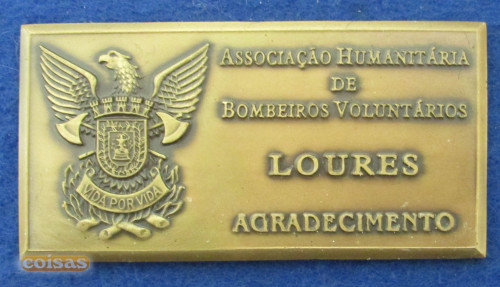 ASSOCIAÇÃO HUMANITÁRIA
DE
BOMBEIROS VOLUNTÁRIOS
LOURES
AGRADECIMENTO
VIDA POR VIDA
coisas